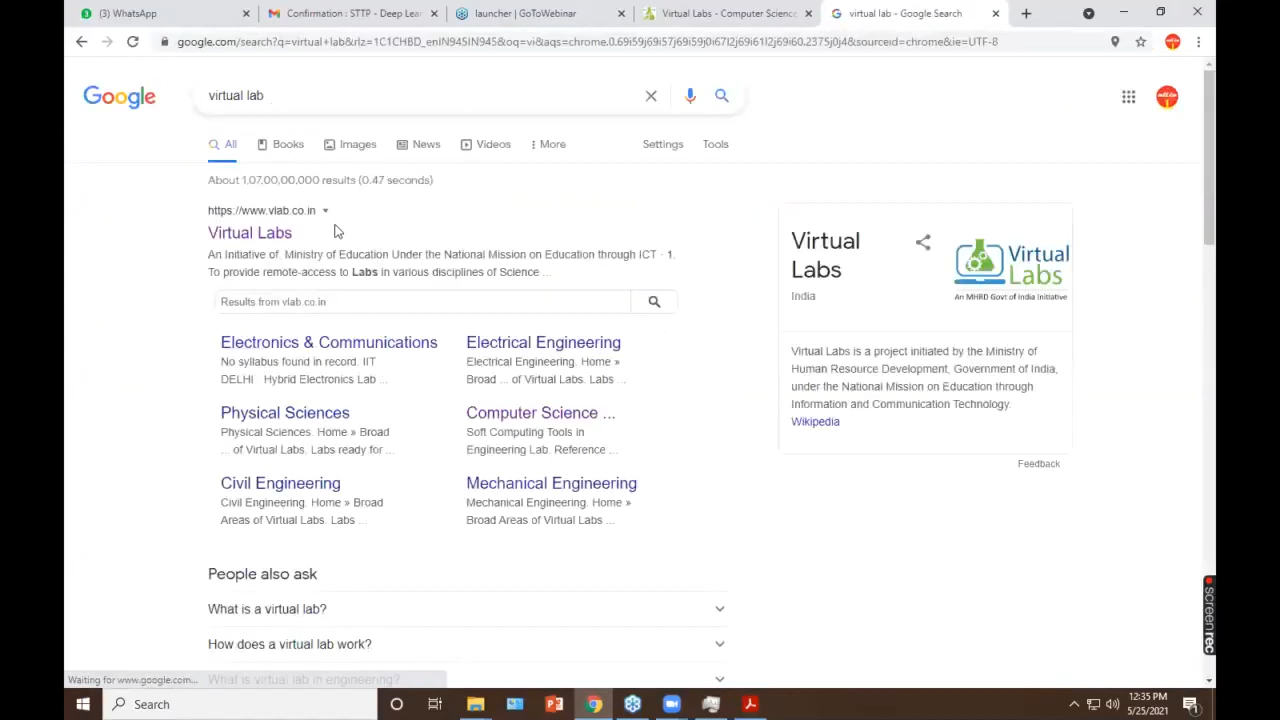 (3) WhatsApp
Confirmation : STTP - Deep Lear
launcher | GoToWebinar
Virtual Labs - Computer Science
virtual lab - Google Search
google.com/search?q=virtual+lab&rlz=1C1CHBD_enIN945IN945&oq=vi&aqs=chrome.0.69i59j69i57j69i59j0i67l2j69i61l2j69i60.2375j0j4&sourceid=chrome&ie=UTF-8
Google
virtual lab
All
Books
Images
News
Videos
More
Settings
Tools
About 1,07,00,00,000 results (0.47 seconds)
https://www.vlab.co.in
Virtual Labs
An Initiative of. Ministry of Education Under the National Mission on Education through ICT · 1.
To provide remote-access to Labs in various disciplines of Science ...
Results from vlab.co.in
Electronics & Communications
No syllabus found in record. IIT
DELHI Hybrid Electronics Lab ...
Electrical Engineering
Electrical Engineering. Home »
Broad ... of Virtual Labs. Labs ...
Physical Sciences
Physical Sciences. Home » Broad
... of Virtual Labs. Labs ready for ...
Computer Science ...
Soft Computing Tools in
Engineering Lab. Reference ...
Civil Engineering
Civil Engineering. Home » Broad
Areas of Virtual Labs. Labs ...
Mechanical Engineering
Mechanical Engineering. Home »
Broad Areas of Virtual Labs ...
People also ask
What is a virtual lab?
How does a virtual lab work?
What is virtual lab in engineering?
Virtual
Labs
India
Virtual
Labs
An MHRD Govt of India Initiative
Virtual Labs is a project initiated by the Ministry of
Human Resource Development, Government of India,
under the National Mission on Education through
Information and Communication Technology.
Wikipedia
Feedback
screenrec
Waiting for www.google.com...
Search
12:35 PM
5/25/2021